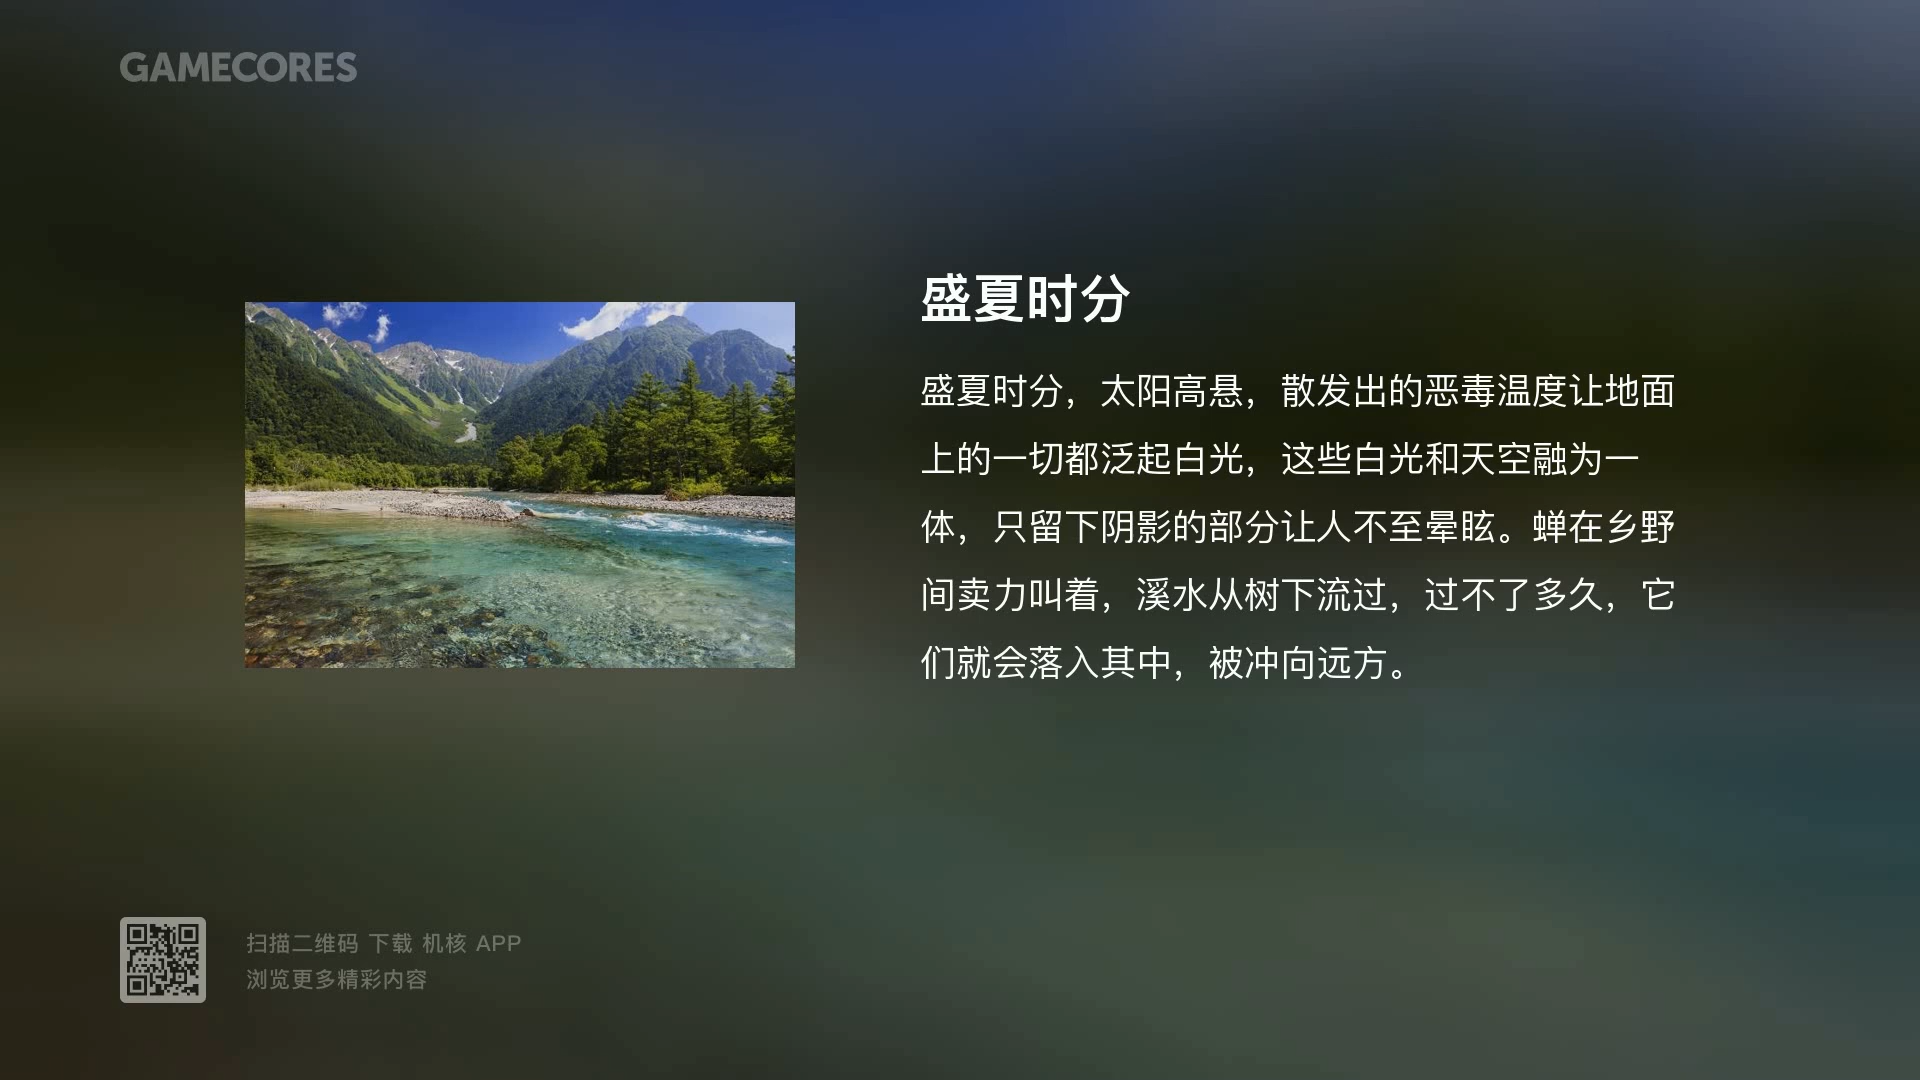 GAMECORES
盛夏时分
盛夏时分，太阳高悬，散发出的恶毒温度让地面
上的一切都泛起白光，这些白光和天空融为一
体，只留下阴影的部分让人不至晕眩。蝉在乡野
间卖力叫着，溪水从树下流过，过不了多久，它
们就会落入其中，被冲向远方。
扫描二维码 下载 机核 APP
浏览更多精彩内容